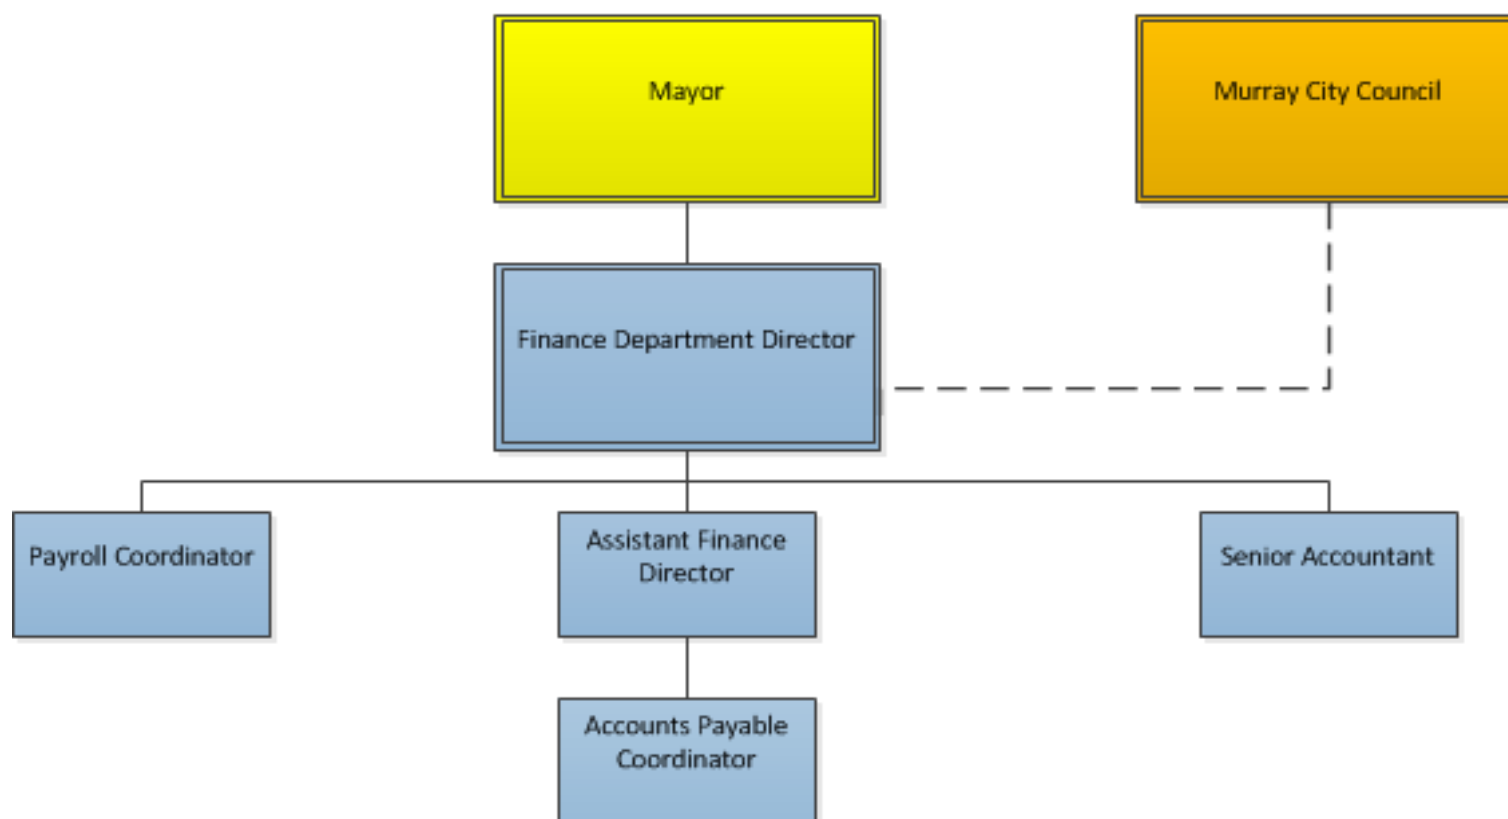 Mayor
Murray City Council
Finance Department Director
Payroll Coordinator
Assistant Finance
Director
Senior Accountant
Accounts Payable
Coordinator